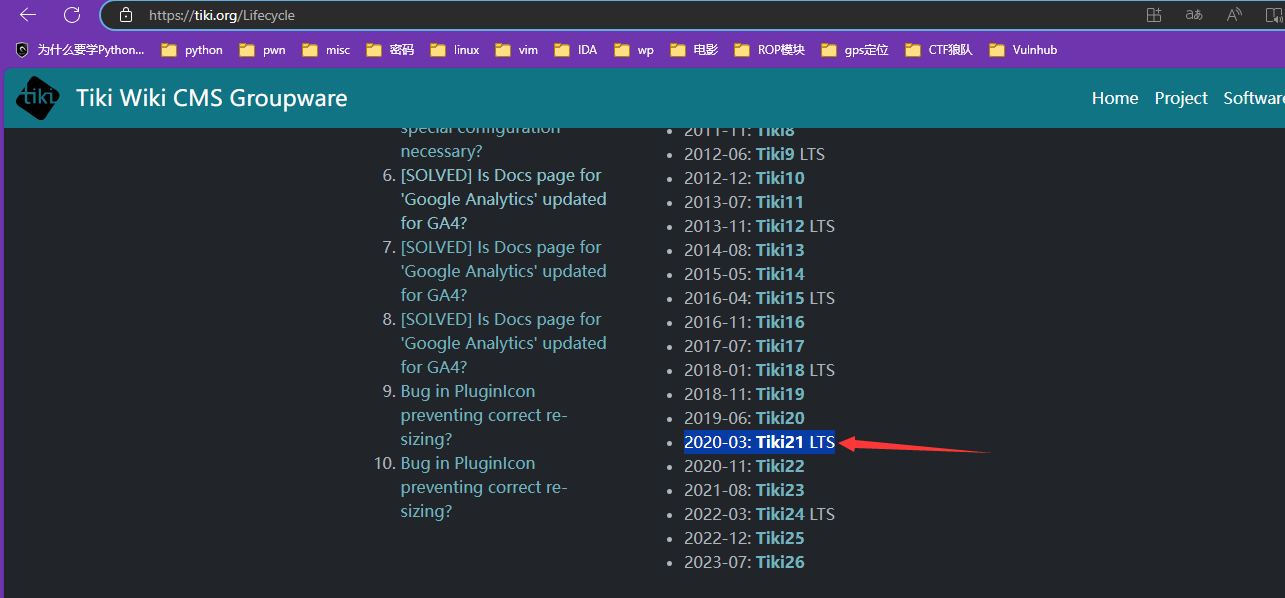 https://tiki.org/Lifecycle
为什么要学Python... python pwn misc 密码 linux vim IDA wp 电影 ROP模块 gps定位 CTF狼队 Vulnhub
tiki Tiki Wiki CMS Groupware Home Project Software
special configuration
necessary?
6. [SOLVED] Is Docs page for
'Google Analytics' updated
for GA4?
7. [SOLVED] Is Docs page for
'Google Analytics' updated
for GA4?
8. [SOLVED] Is Docs page for
'Google Analytics' updated
for GA4?
9. Bug in PluginIcon
preventing correct re-
sizing?
10. Bug in PluginIcon
preventing correct re-
sizing?
2011-11: Tiki8
2012-06: Tiki9 LTS
2012-12: Tiki10
2013-07: Tiki11
2013-11: Tiki12 LTS
2014-08: Tiki13
2015-05: Tiki14
2016-04: Tiki15 LTS
2016-11: Tiki16
2017-07: Tiki17
2018-01: Tiki18 LTS
2018-11: Tiki19
2019-06: Tiki20
2020-03: Tiki21 LTS
2020-11: Tiki22
2021-08: Tiki23
2022-03: Tiki24 LTS
2022-12: Tiki25
2023-07: Tiki26